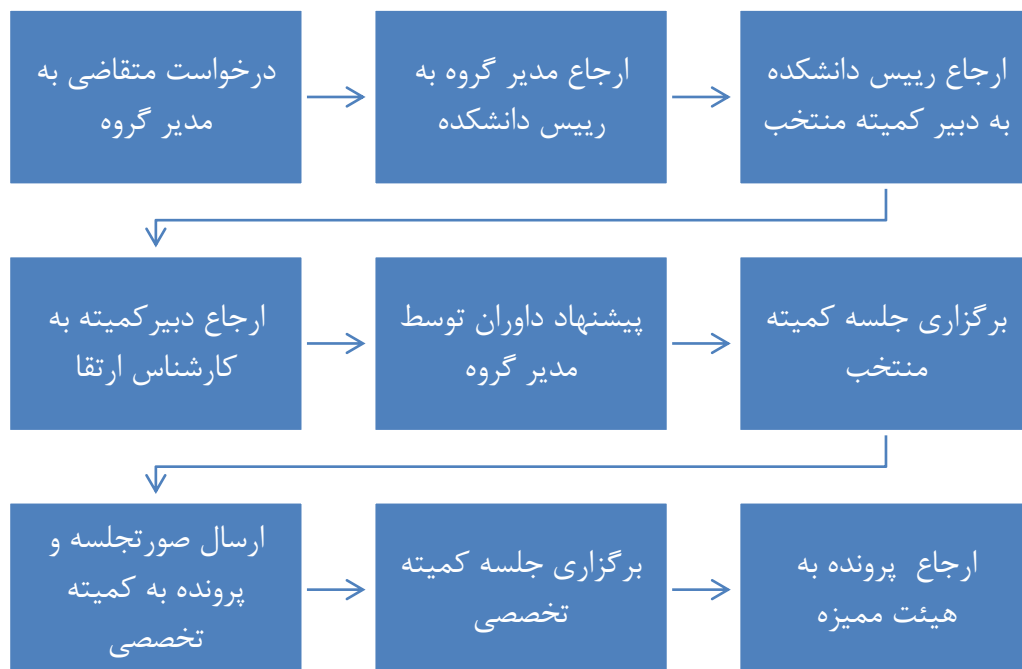 درخواست متقاضی به
مدیر گروه
ارجاع مدیر گروه به
رییس دانشکده
ارجاع رییس دانشکده
به دبیر کمیته منتخب
ارجاع دبیرکمیته به
کارشناس ارتقا
پیشنهاد داوران توسط
مدیر گروه
برگزاری جلسه کمیته
منتخب
ارسال صورتجلسه و
پرونده به کمیته
تخصصی
برگزاری جلسه کمیته
تخصصی
ارجاع پرونده به
هیئت ممیزه